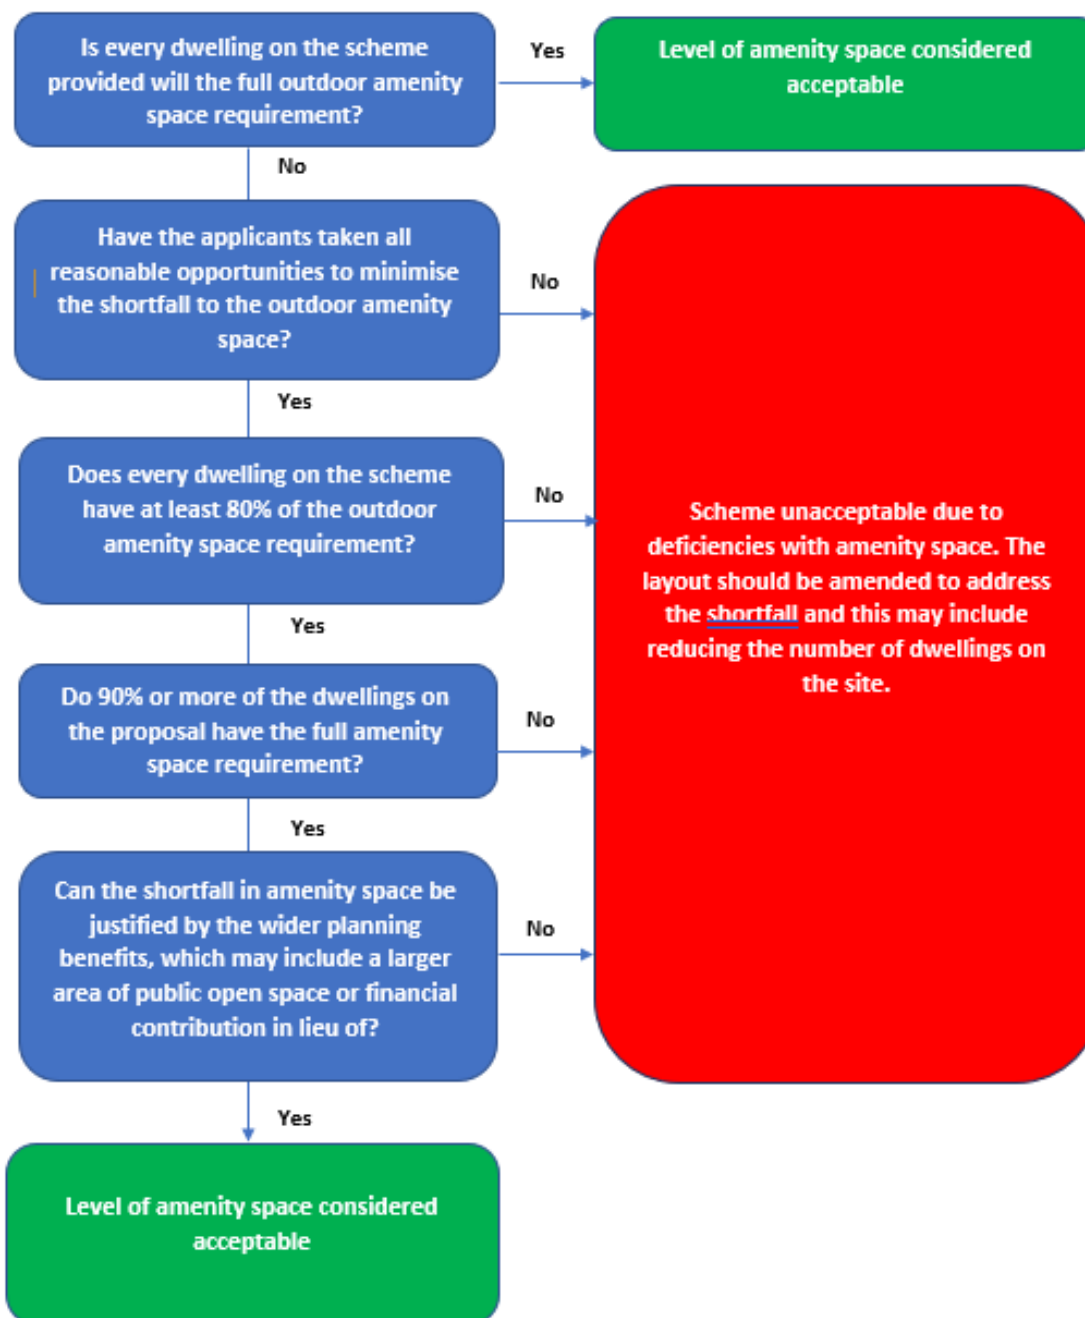 Is every dwelling on the scheme
provided will the full outdoor amenity
space requirement?
Yes
Level of amenity space considered
acceptable
No
Have the applicants taken all
reasonable opportunities to minimise
the shortfall to the outdoor amenity
space?
No
Yes
Does every dwelling on the scheme
have at least 80% of the outdoor
amenity space requirement?
No
Scheme unacceptable due to
deficiencies with amenity space. The
layout should be amended to address
the shortfall and this may include
reducing the number of dwellings on
the site.
Yes
Do 90% or more of the dwellings on
the proposal have the full amenity
space requirement?
No
Yes
Can the shortfall in amenity space be
justified by the wider planning
benefits, which may include a larger
area of public open space or financial
contribution in lieu of?
No
Yes
Level of amenity space considered
acceptable